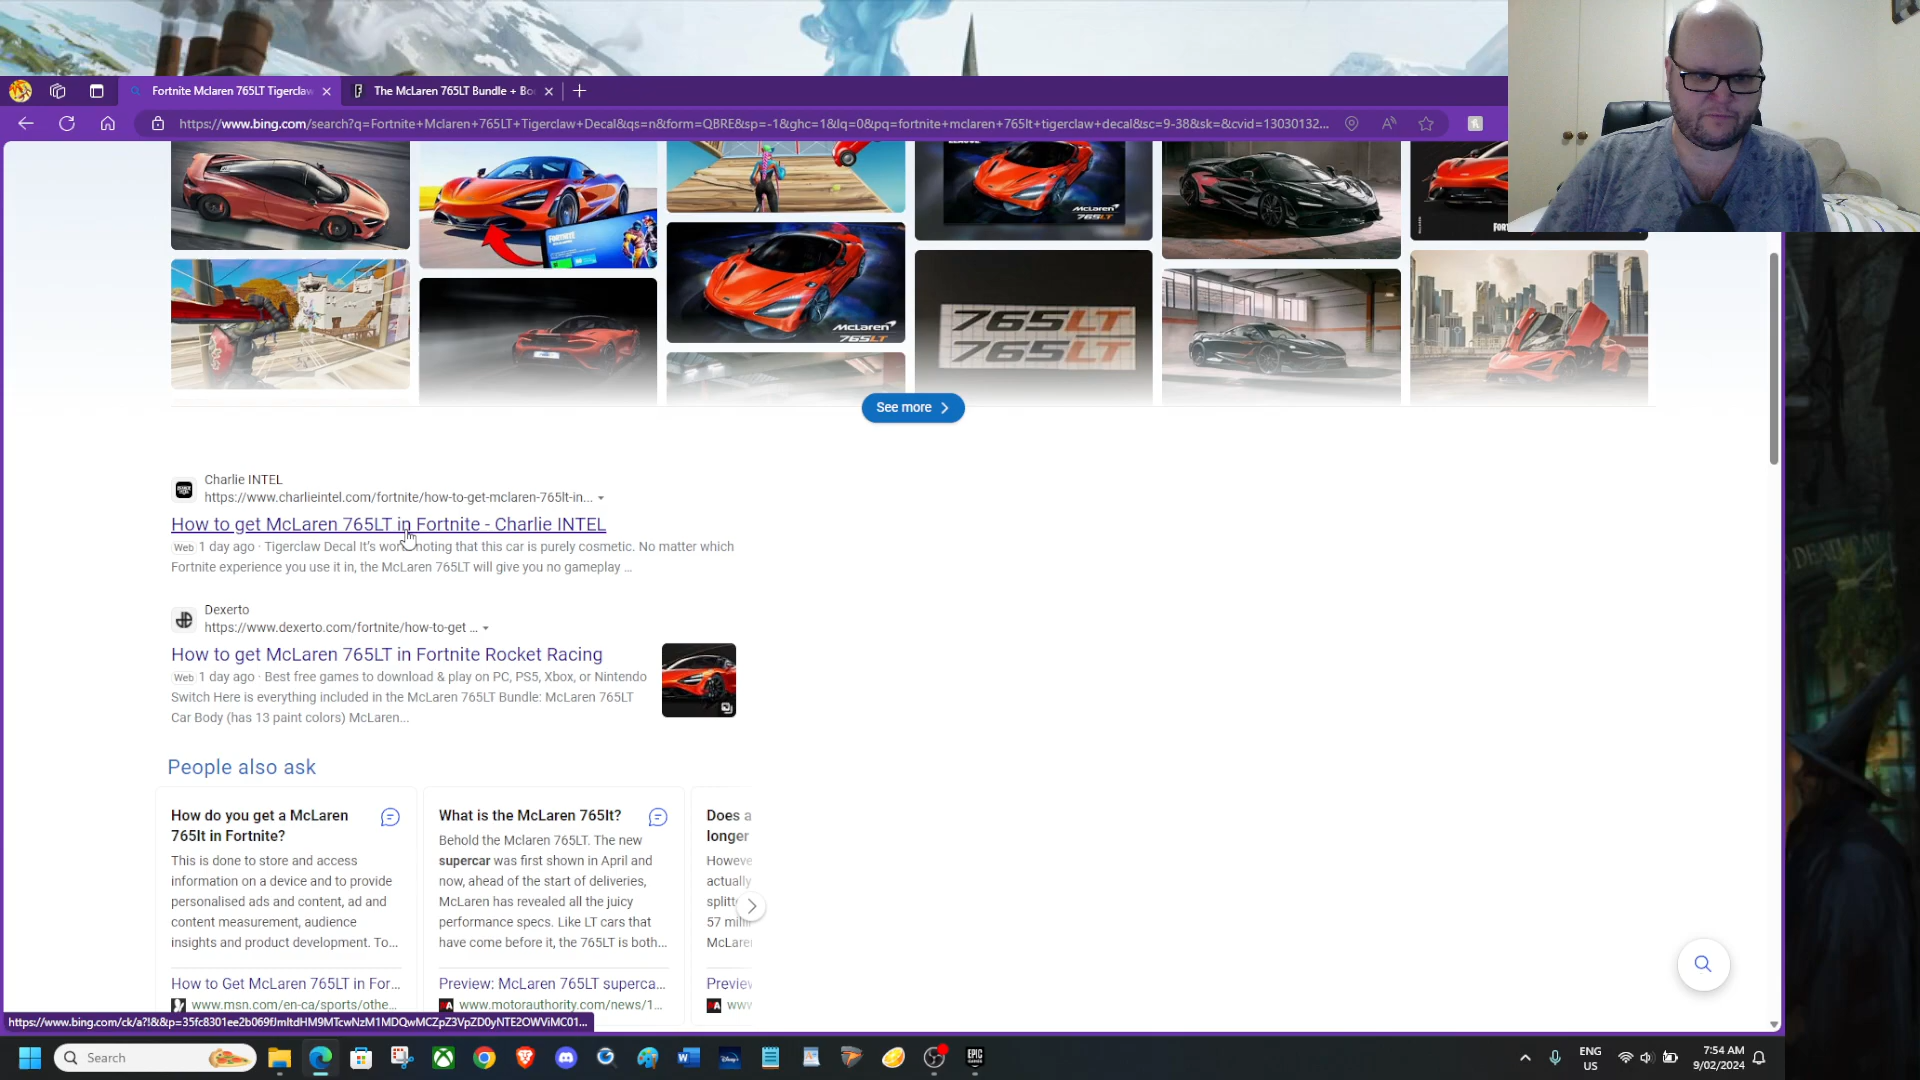 Fortnite Mclaren 765LT Tigerclaw
The McLaren 765LT Bundle + Bo
https://www.bing.com/search?q=Fortnite+Mclaren+765LT+Tigerclaw+Decal&qs=n&form=QBRE&sp=-1&ghc=1&lq=0&pq=fortnite+mclaren+765lt+tigerclaw+decal&sc=9-38&sk=&cvid=13030132...
McLaren
765LT
FORT
McLaren
765LT
765LT
765LT
See more
Charlie INTEL
https://www.charlieintel.com/fortnite/how-to-get-mclaren-765lt-in...
How to get McLaren 765LT in Fortnite - Charlie INTEL
Web 1 day ago · Tigerclaw Decal It's worth noting that this car is purely cosmetic. No matter which
Fortnite experience you use it in, the McLaren 765LT will give you no gameplay ...
Dexerto
https://www.dexerto.com/fortnite/how-to-get ...
How to get McLaren 765LT in Fortnite Rocket Racing
Web 1 day ago · Best free games to download & play on PC, PS5, Xbox, or Nintendo
Switch Here is everything included in the McLaren 765LT Bundle: McLaren 765LT
Car Body (has 13 paint colors) McLaren...
People also ask
How do you get a McLaren
765lt in Fortnite?
This is done to store and access
information on a device and to provide
personalised ads and content, ad and
content measurement, audience
insights and product development. To...
How to Get McLaren 765LT in For...
www.msn.com/en-ca/sports/othe...
What is the McLaren 765lt?
Behold the Mclaren 765LT. The new
supercar was first shown in April and
now, ahead of the start of deliveries,
McLaren has revealed all the juicy
performance specs. Like LT cars that
have come before it, the 765LT is both...
Preview: McLaren 765LT superca...
www.motorauthority.com/news/1...
Does a
longer
Howeve
actually
splitt
57 mill
McLare
Preview
www
https://www.bing.com/ck/a?!&&p=35fc8301ee2b069fJmltdHM9MTcwNzM1MDQwMCZpZ3VpZD0yNTE2OWViMC01...
Search
EPIC
ENG
US
7:54 AM
9/02/2024